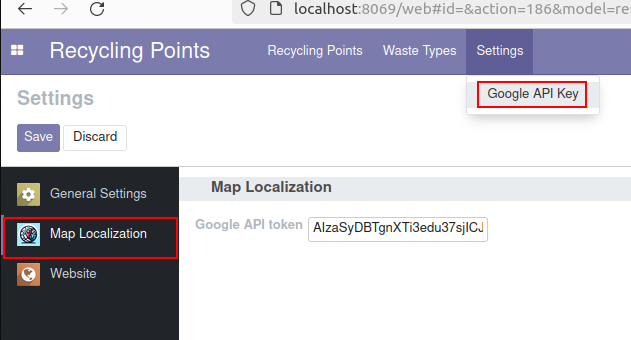 localhost:8069/web#id=&action=186&model=re
Recycling Points Recycling Points Waste Types Settings
Google API Key
Settings
Save Discard
General Settings
Map Localization
Website
Map Localization
Google API token AIzaSyDBTgnXTi3edu37sjICJ